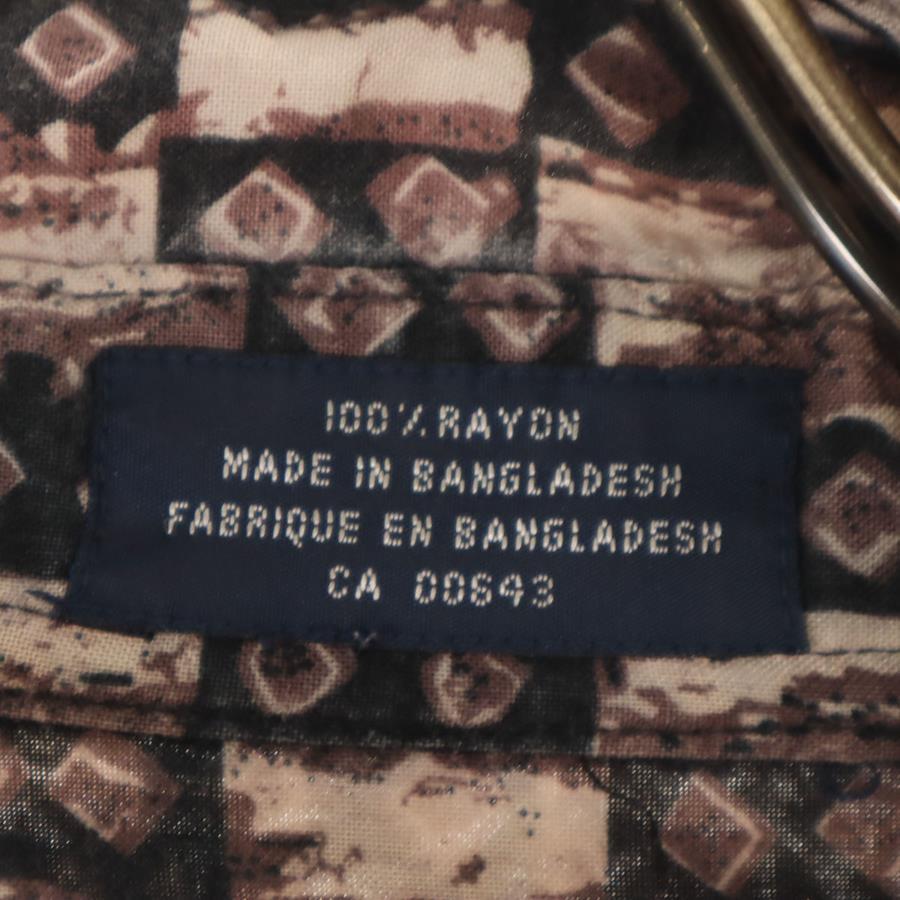 100% RAYON
MADE IN BANGLADESH
FABRIQUE EN BANGLADESH
CA 00643